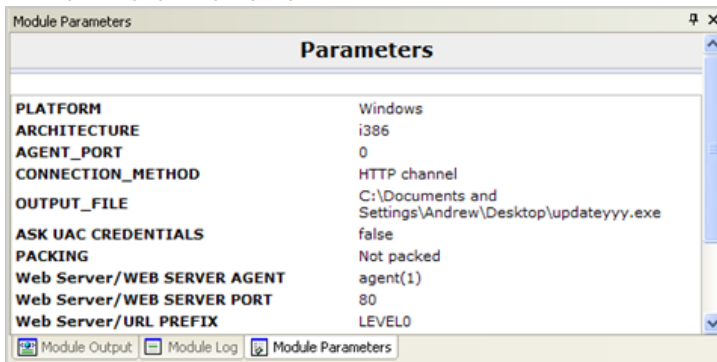 Module Parameters
Parameters
PLATFORM Windows
ARCHITECTURE i386
AGENT_PORT 0
CONNECTION_METHOD HTTP channel
OUTPUT_FILE C:\Documents and
Settings\Andrew\Desktop\updateyyy.exe
ASK UAC CREDENTIALS false
PACKING Not packed
Web Server/WEB SERVER AGENT agent(1)
Web Server/WEB SERVER PORT 80
Web Server/URL PREFIX LEVEL0
Module Output Module Log Module Parameters